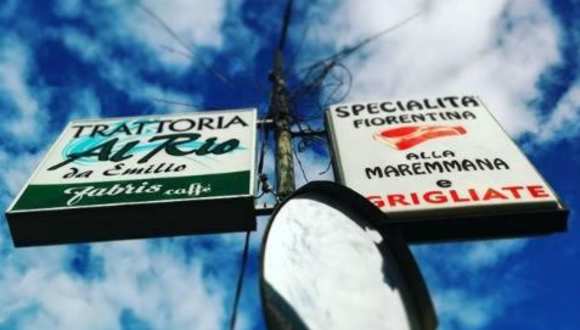 TRATTORIA
Al Rio
da Emilio
fabris caffè
SPECIALITÀ
FIORENTINA
ALLA
MAREMMANA
e
GRIGLIATE